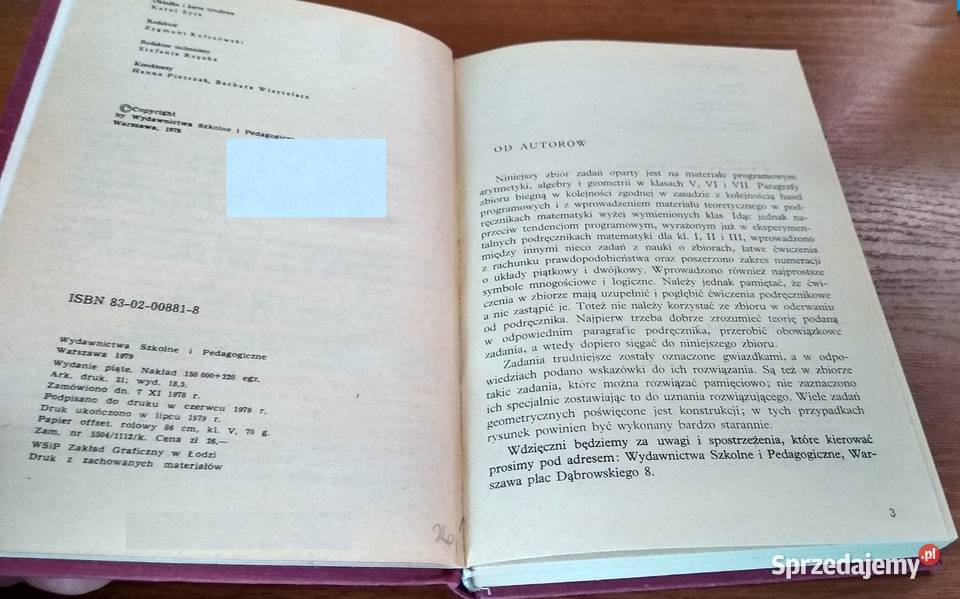 Okładka i karta tytułowa
Karol Syta
Redaktor
Zygmunt Kołosowski
Redaktor techniczny
Stefania Rzęcka
Korektorzy
Hanna Pietrzak, Barbara Wiertelarz
©Copyright
by Wydawnictwa Szkolne i Pedagogiczne
Warszawa, 1978
ISBN 83-02-00881-8
Wydawnictwa Szkolne i Pedagogiczne
Warszawa 1979
Wydanie piąte. Nakład 150 000+220 egz.
Ark. druk. 21; wyd. 18,5.
Zamówiono dn. 7 XI 1978 r.
Podpisano do druku w czerwcu 1979 r.
Druk ukończono w lipcu 1979 r.
Papier offset. rolowy 86 cm, kl. V, 70 g.
Zam. nr 5504/1112/k. Cena zł 26,—
WSiP Zakład Graficzny w Łodzi
Druk z zachowanych materiałów
26
OD AUTORÓW
Niniejszy zbiór zadań oparty jest na materiale programowym
arytmetyki, algebry i geometrii w klasach V, VI i VII. Paragrafy
zbioru biegną w kolejności zgodnej w zasadzie z kolejnością haseł
programowych i z wprowadzeniem materiału teoretycznego w pod-
ręcznikach matematyki wyżej wymienionych klas. Idąc jednak na-
przeciw tendencjom programowym, wyrażonym już w eksperymen-
talnych podręcznikach matematyki dla kl. I, II i III, wprowadzono
między innymi nieco zadań z nauki o zbiorach, łatwe ćwiczenia
z rachunku prawdopodobieństwa oraz poszerzono zakres numeracji
o układy piątkowy i dwójkowy. Wprowadzono również najprostsze
symbole mnogościowe i logiczne. Należy jednak pamiętać, że ćwi-
czenia w zbiorze mają uzupełnić i pogłębić ćwiczenia podręcznikowe
a nie zastąpić je. Toteż nie należy korzystać ze zbioru w oderwaniu
od podręcznika. Najpierw trzeba dobrze zrozumieć teorię podaną
w odpowiednim paragrafie podręcznika, przerobić obowiązkowe
zadania, a wtedy dopiero sięgać do niniejszego zbioru.
Zadania trudniejsze zostały oznaczone gwiazdkami, a w odpo-
wiedziach podano wskazówki do ich rozwiązania. Są też w zbiorze
takie zadania, które można rozwiązać pamięciowo; nie zaznaczono
ich specjalnie zostawiając to do uznania rozwiązującego. Wiele zadań
geometrycznych poświęcone jest konstrukcji; w tych przypadkach
rysunek powinien być wykonany bardzo starannie.
Wdzięczni będziemy za uwagi i spostrzeżenia, które kierować
prosimy pod adresem: Wydawnictwa Szkolne i Pedagogiczne, War-
szawa plac Dąbrowskiego 8.
3
Sprzedajemy.pl